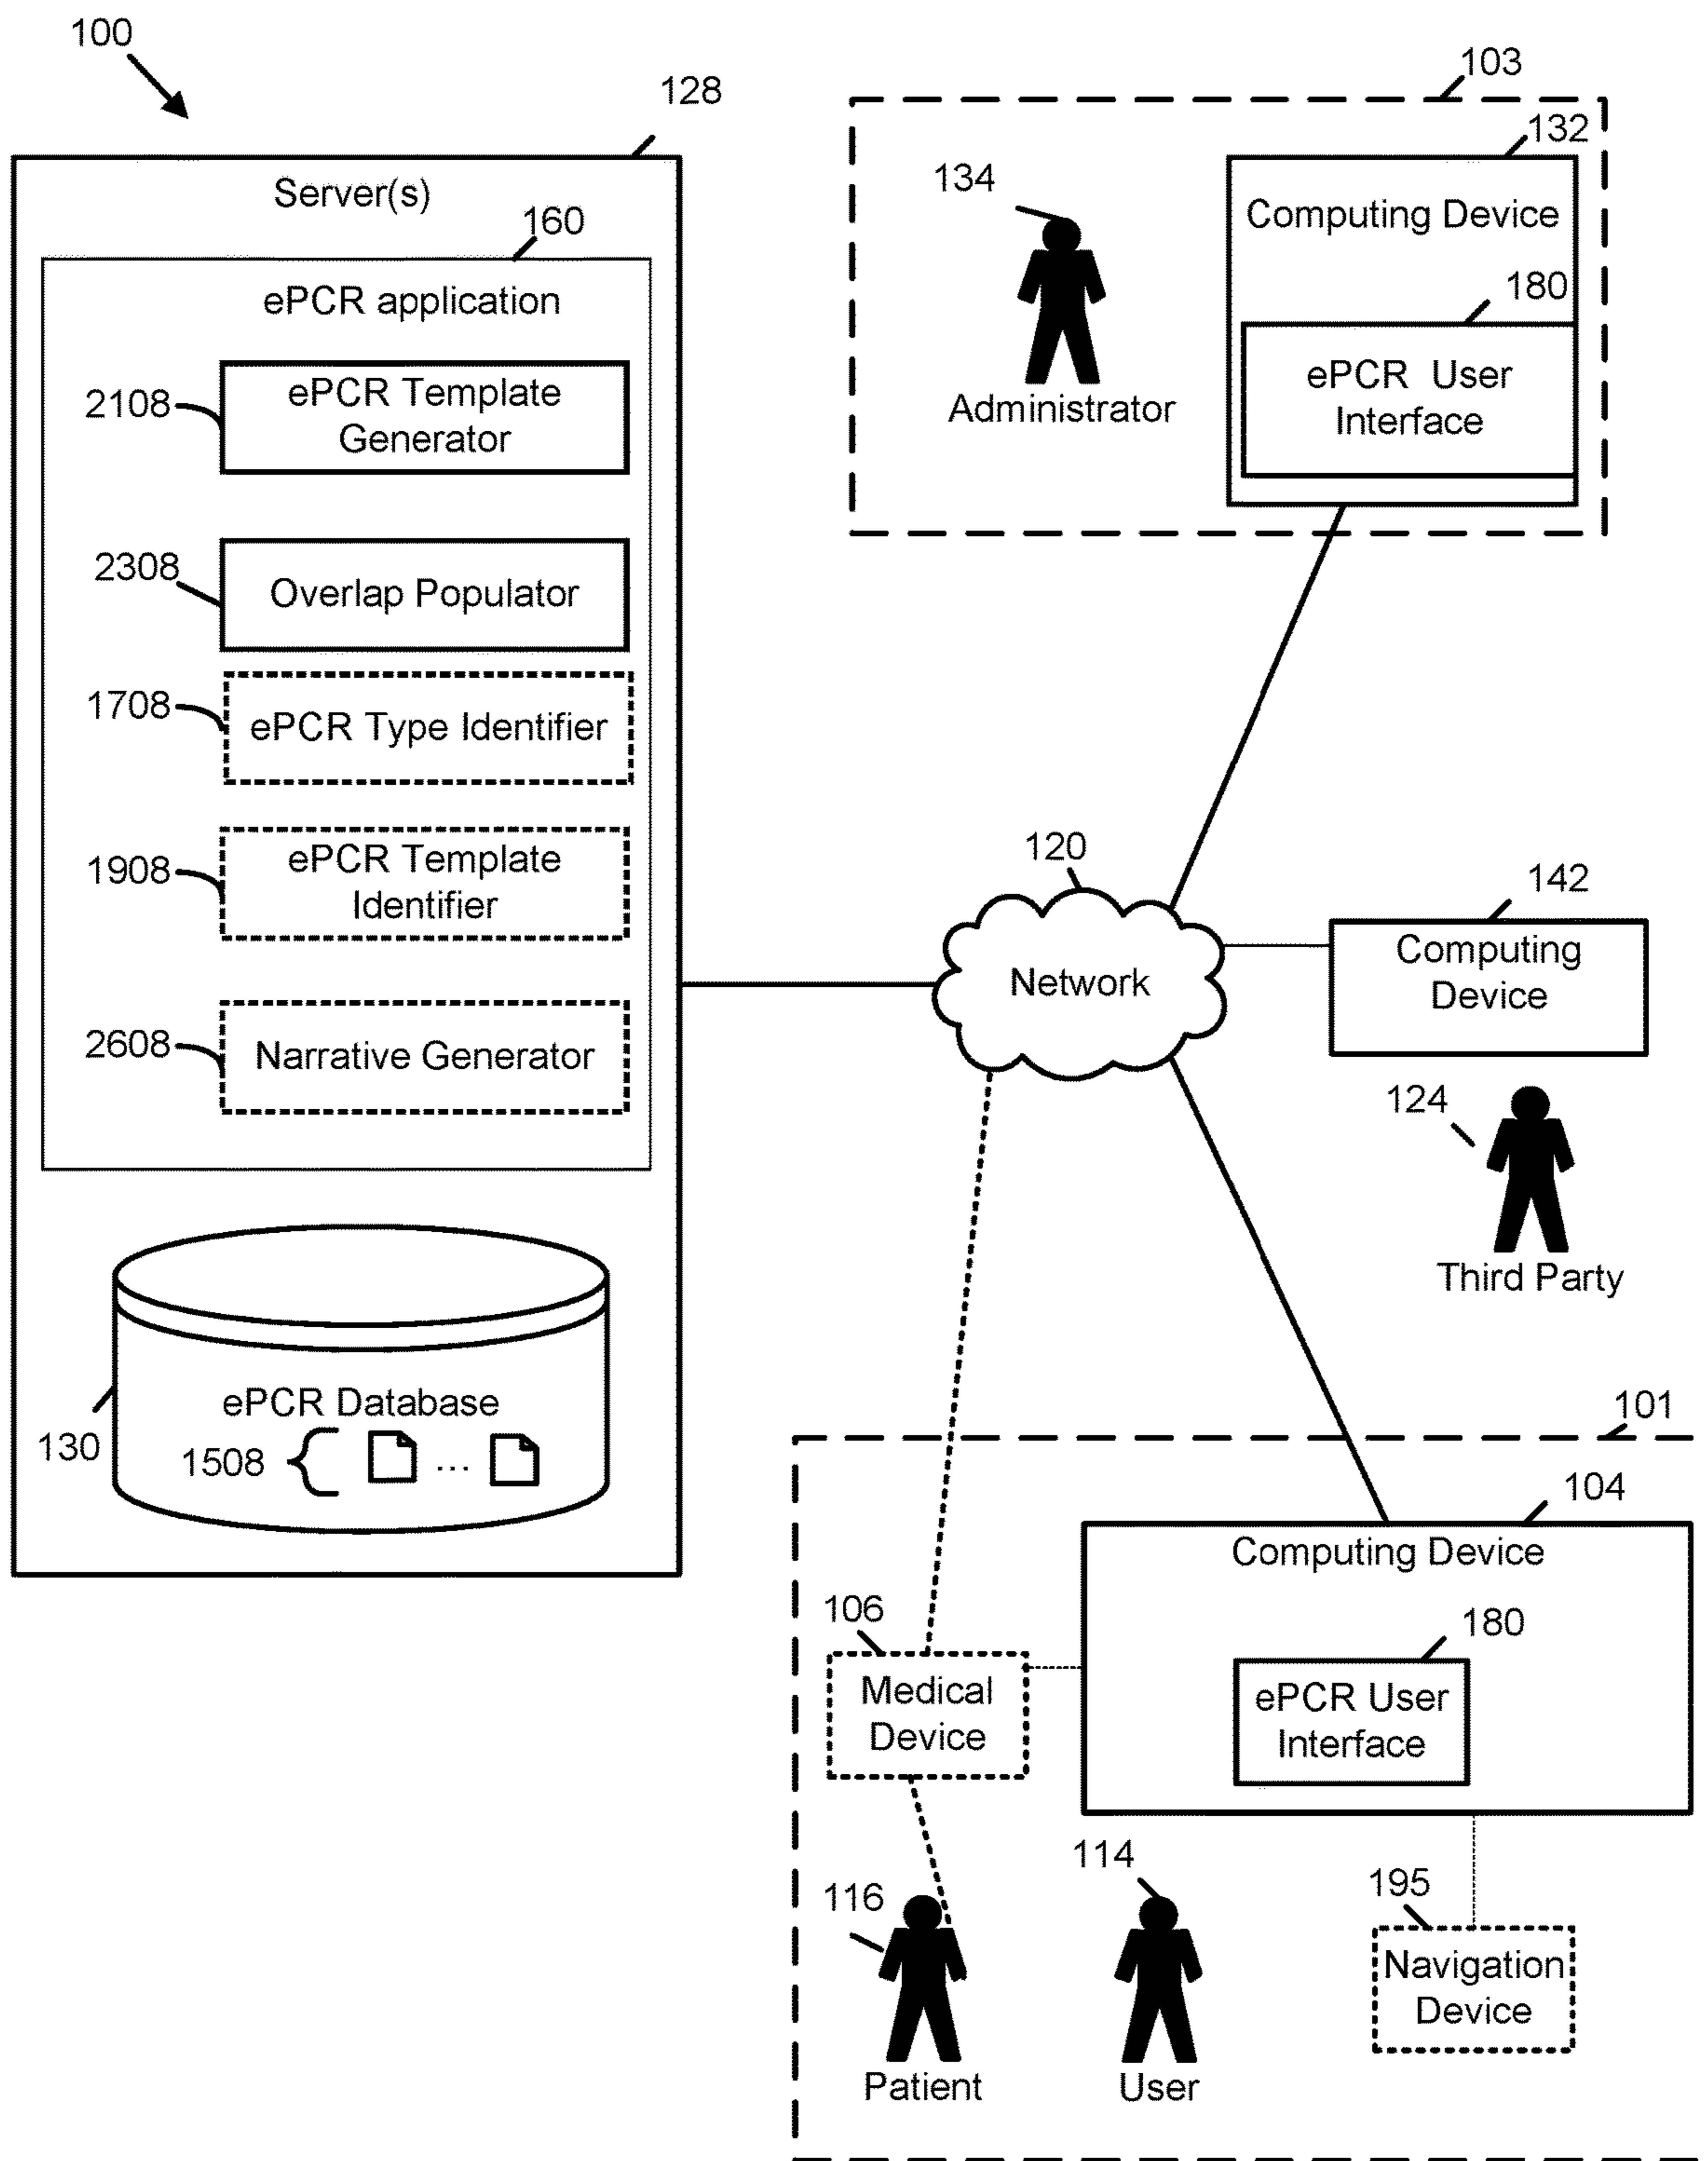 100
128
Server(s)
160
ePCR application
2108
ePCR Template
Generator
2308
Overlap Populator
1708
ePCR Type Identifier
1908
ePCR Template
Identifier
2608
Narrative Generator
ePCR Database
130
1508
...
103
132
134
Computing Device
180
ePCR User
Interface
Administrator
120
Network
142
Computing
Device
124
Third Party
101
104
Computing Device
106
Medical
Device
180
ePCR User
Interface
114
116
195
Navigation
Device
Patient
User